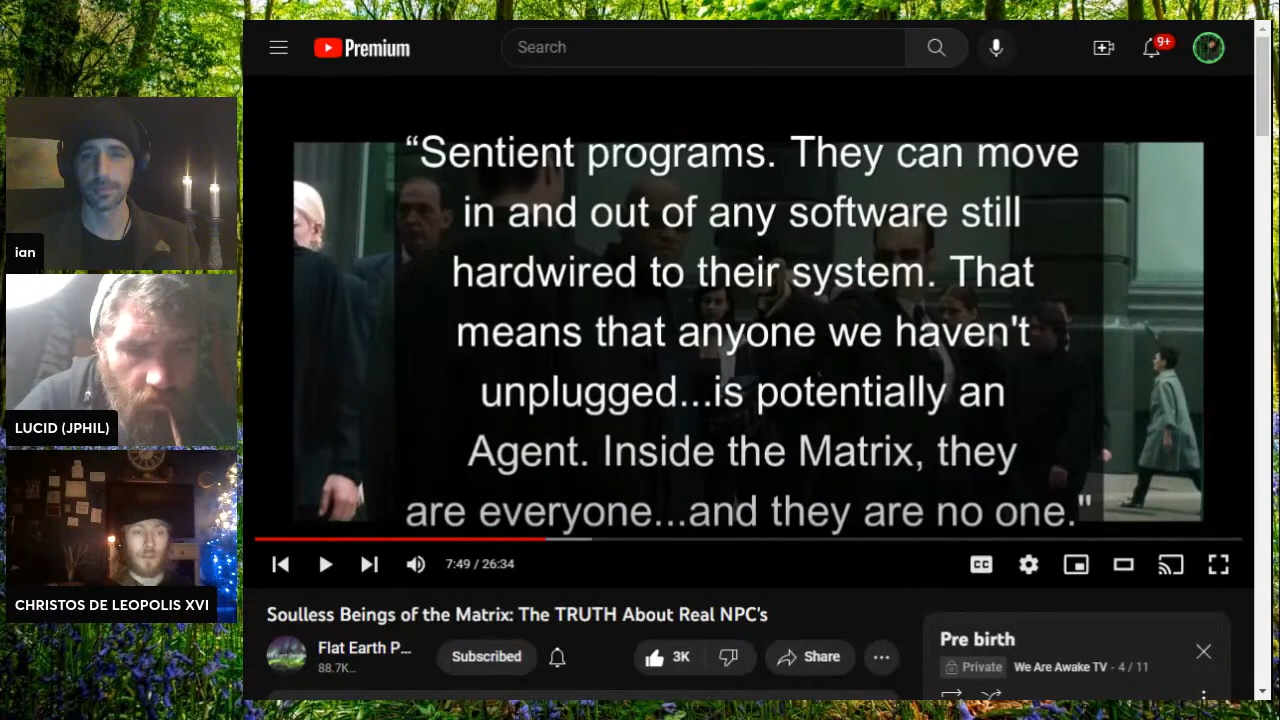 Premium
Search
9+
“Sentient programs. They can move
in and out of any software still
hardwired to their system. That
means that anyone we haven't
unplugged...is potentially an
Agent. Inside the Matrix, they
are everyone...and they are no one."
ian
LUCID (JPHIL)
CHRISTOS DE LEOPOLIS XVI
7:49 / 26:34
CC
Soulless Beings of the Matrix: The TRUTH About Real NPC's
Flat Earth P...
88.7K...
Subscribed
3K
Share
Pre birth
Private We Are Awake TV - 4 / 11